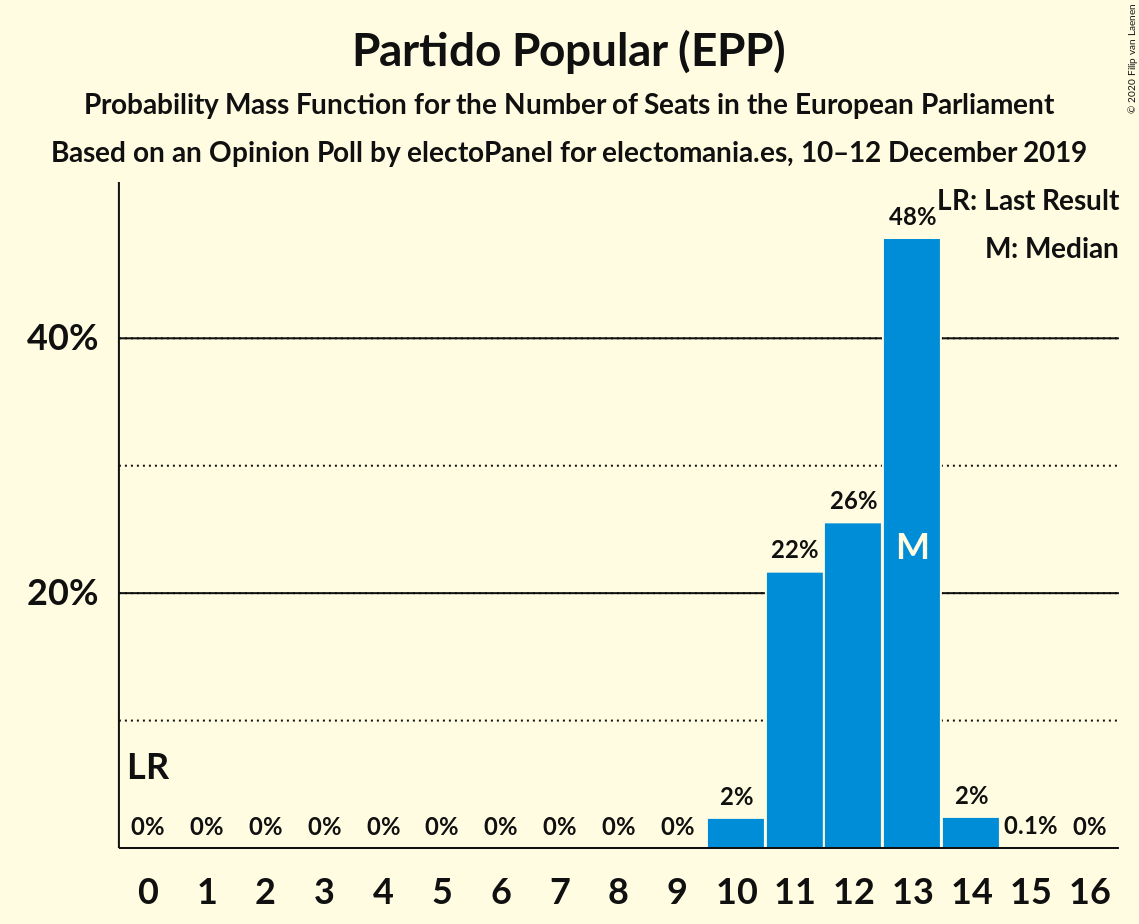 Partido Popular (EPP)
Probability Mass Function for the Number of Seats in the European Parliament
Based on an Opinion Poll by electoPanel for electomania.es, 10–12 December 2019
© 2020 Filip van Laenen
LR: Last Result
M: Median
48%
40%
26%
22%
M
20%
LR
0% 0% 0% 0% 0% 0% 0% 0% 0% 0% 2% 2% 0.1% 0%
0 1 2 3 4 5 6 7 8 9 10 11 12 13 14 15 16